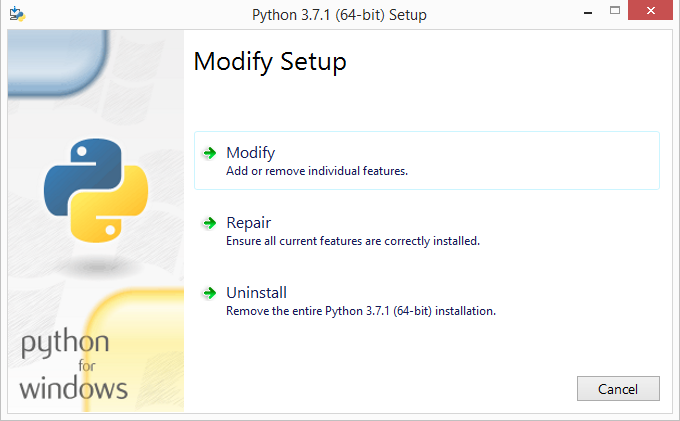 Python 3.7.1 (64-bit) Setup
Modify Setup
Modify
Add or remove individual features.
Repair
Ensure all current features are correctly installed.
Uninstall
Remove the entire Python 3.7.1 (64-bit) installation.
python
for
windows
Cancel